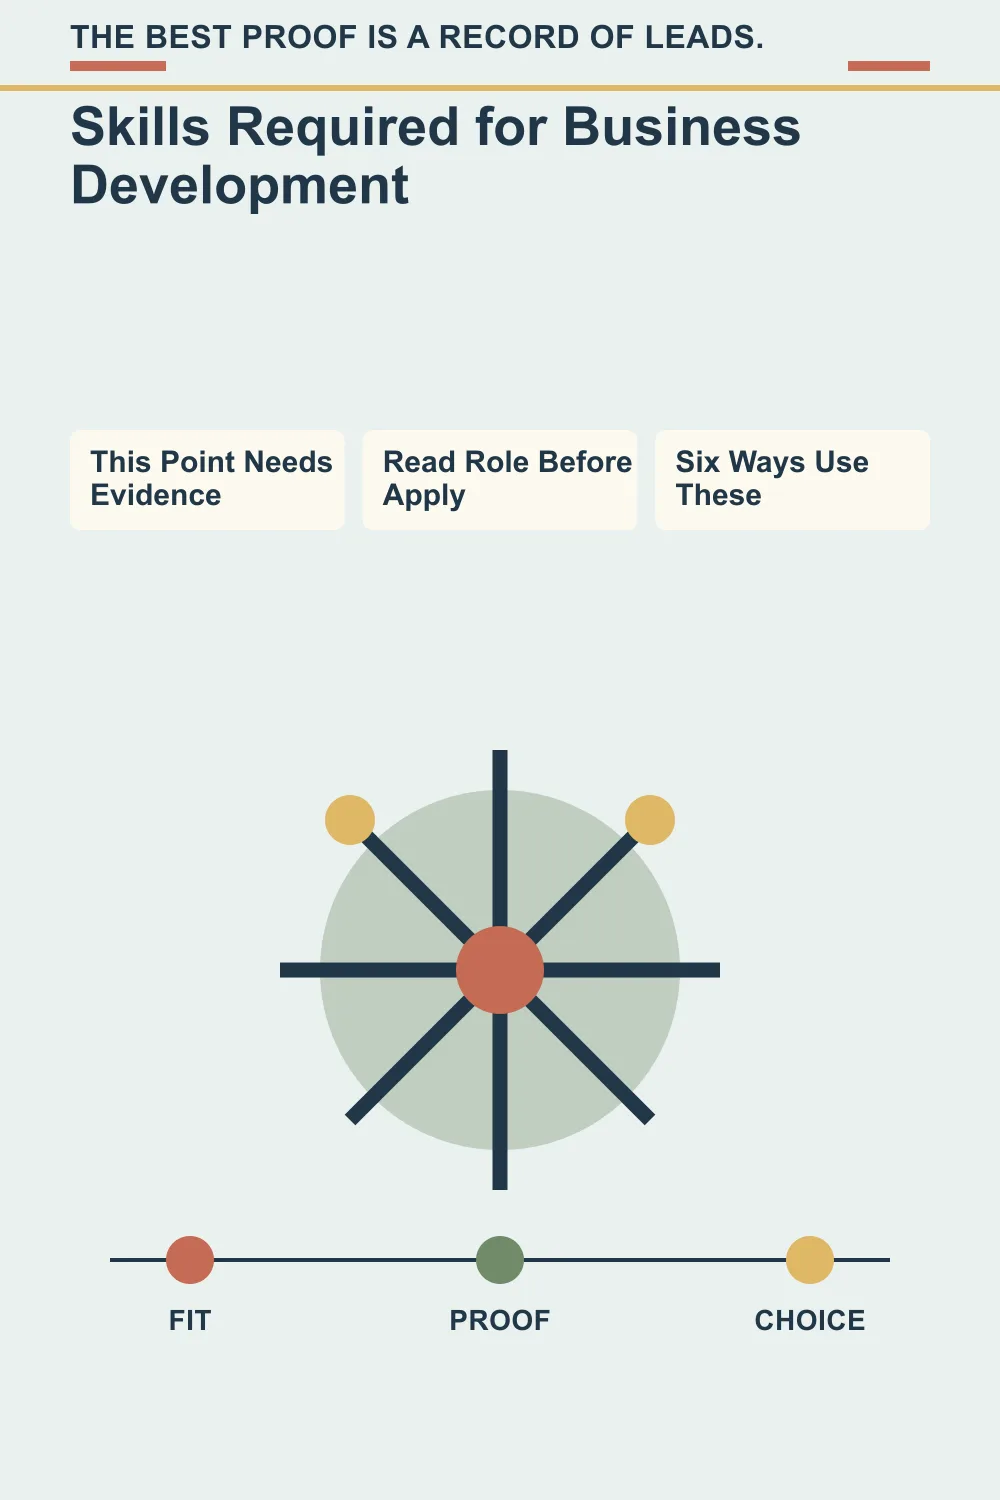 THE BEST PROOF IS A RECORD OF LEADS.
Skills Required for Business
Development
This Point Needs
Evidence
Read Role Before
Apply
Six Ways Use
These
FIT
PROOF
CHOICE